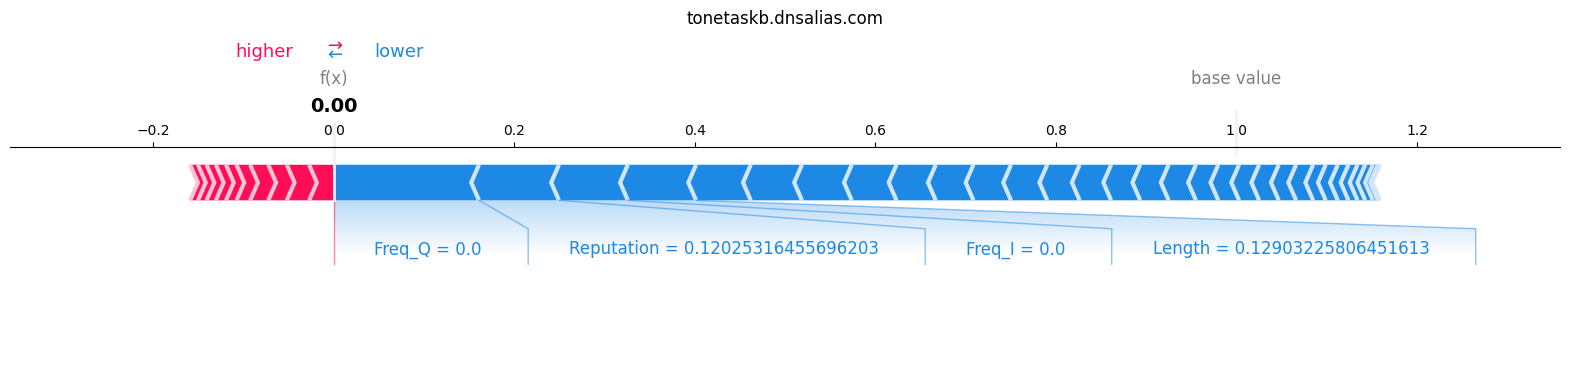 tonetaskb.dnsalias.com
higher → ← lower
f(x) base value
0.00
−0.2 0.0 0.2 0.4 0.6 0.8 1.0 1.2
Freq_Q = 0.0 Reputation = 0.12025316455696203 Freq_I = 0.0 Length = 0.12903225806451613